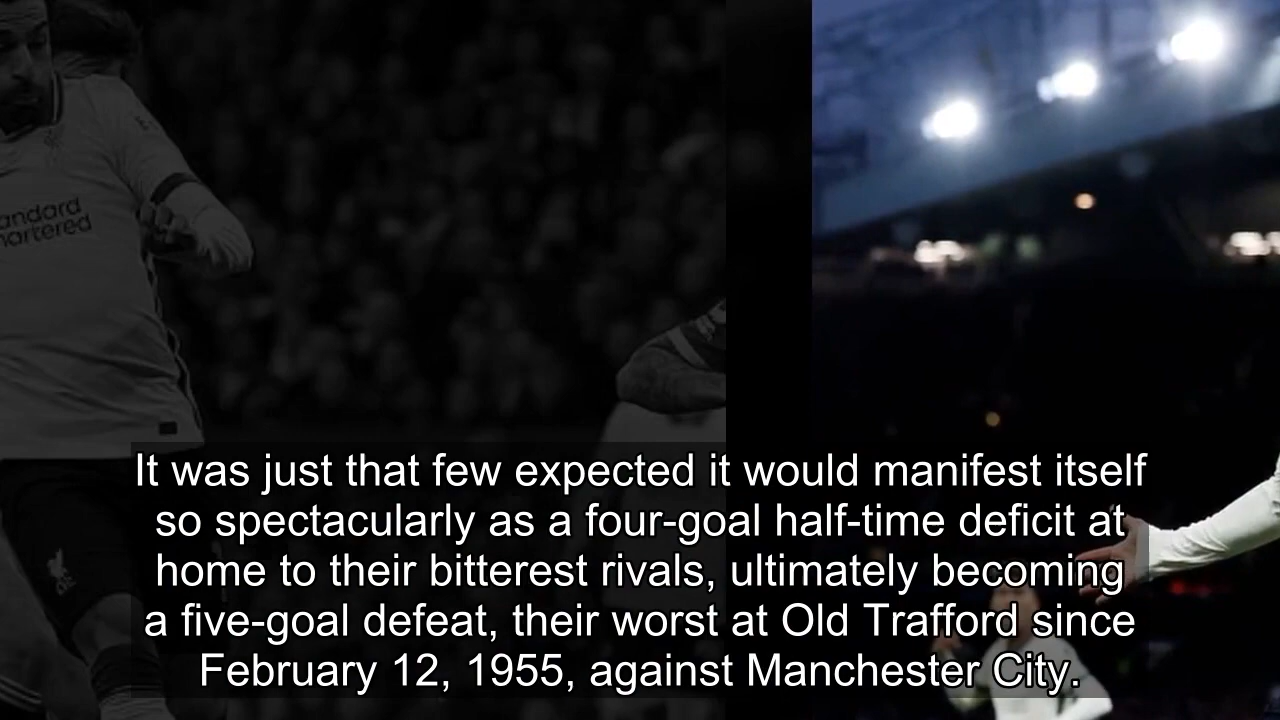 andard
hartered
It was just that few expected it would manifest itself
so spectacularly as a four-goal half-time deficit at
home to their bitterest rivals, ultimately becoming
a five-goal defeat, their worst at Old Trafford since
February 12, 1955, against Manchester City.